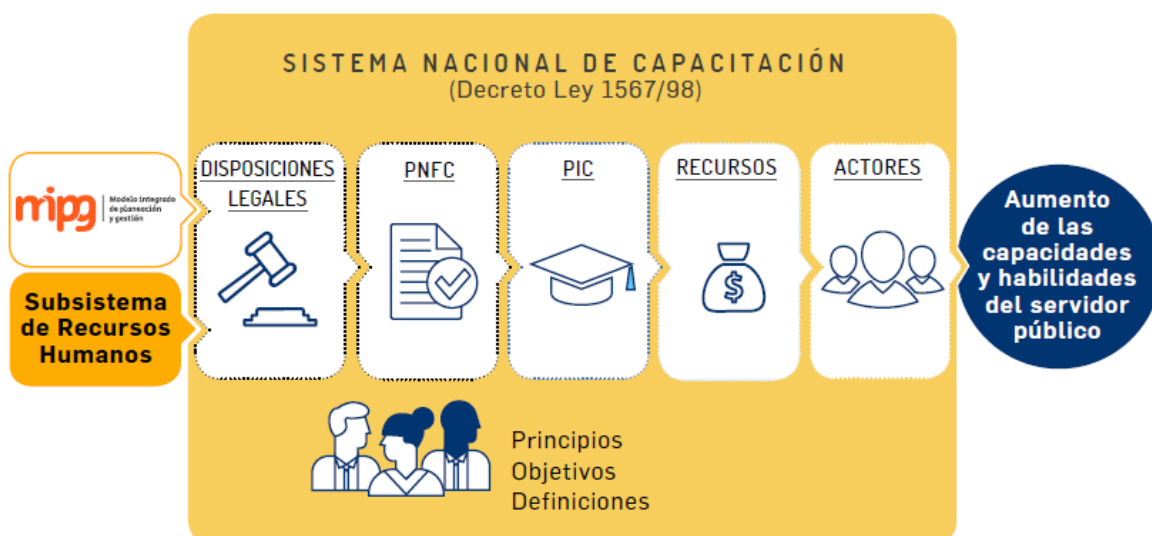 SISTEMA NACIONAL DE CAPACITACIÓN
(Decreto Ley 1567/98)
mipg
Modelo integrado
de planeación
y gestión
Subsistema
de Recursos
Humanos
DISPOSICIONES
LEGALES
PNFC
PIC
RECURSOS
$
ACTORES
Aumento
de las
capacidades
y habilidades
del servidor
público
Principios
Objetivos
Definiciones